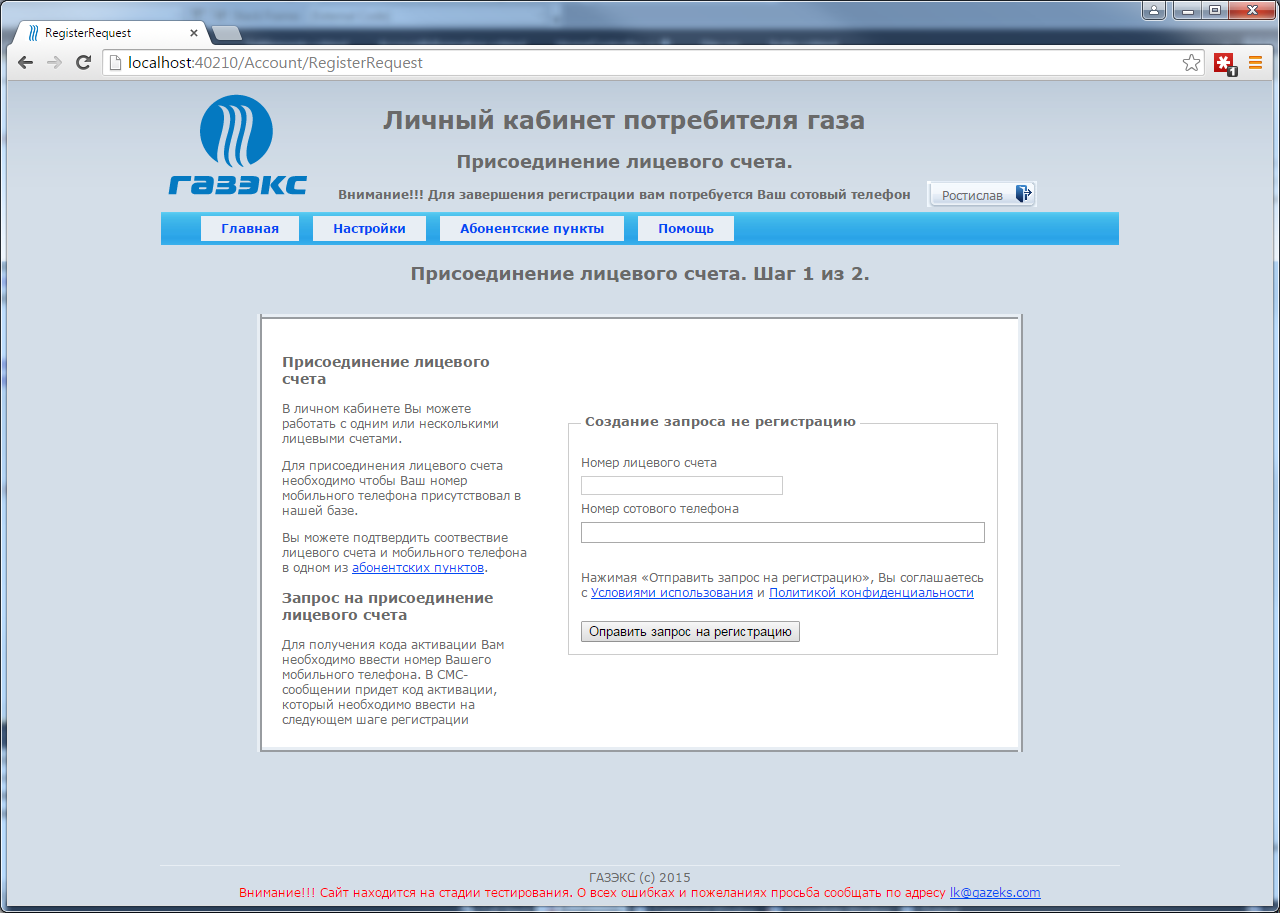 RegisterRequest
localhost:40210/Account/RegisterRequest
1
ГАЗЭКС
Личный кабинет потребителя газа
Присоединение лицевого счета.
Внимание!!! Для завершения регистрации вам потребуется Ваш сотовый телефон
Ростислав
Главная
Настройки
Абонентские пункты
Помощь
Присоединение лицевого счета. Шаг 1 из 2.
Присоединение лицевого
счета
В личном кабинете Вы можете
работать с одним или несколькими
лицевыми счетами.
Для присоединения лицевого счета
необходимо чтобы Ваш номер
мобильного телефона присутствовал в
нашей базе.
Вы можете подтвердить соотвествие
лицевого счета и мобильного телефона
в одном из абонентских пунктов.
Запрос на присоединение
лицевого счета
Для получения кода активации Вам
необходимо ввести номер Вашего
мобильного телефона. В СМС-
сообщении придет код активации,
который необходимо ввести на
следующем шаге регистрации
Создание запроса не регистрацию
Номер лицевого счета
Номер сотового телефона
Нажимая «Отправить запрос на регистрацию», Вы соглашаетесь
с Условиями использования и Политикой конфиденциальности
Оправить запрос на регистрацию
ГАЗЭКС (c) 2015
Внимание!!! Сайт находится на стадии тестирования. О всех ошибках и пожеланиях просьба сообщать по адресу lk@gazeks.com